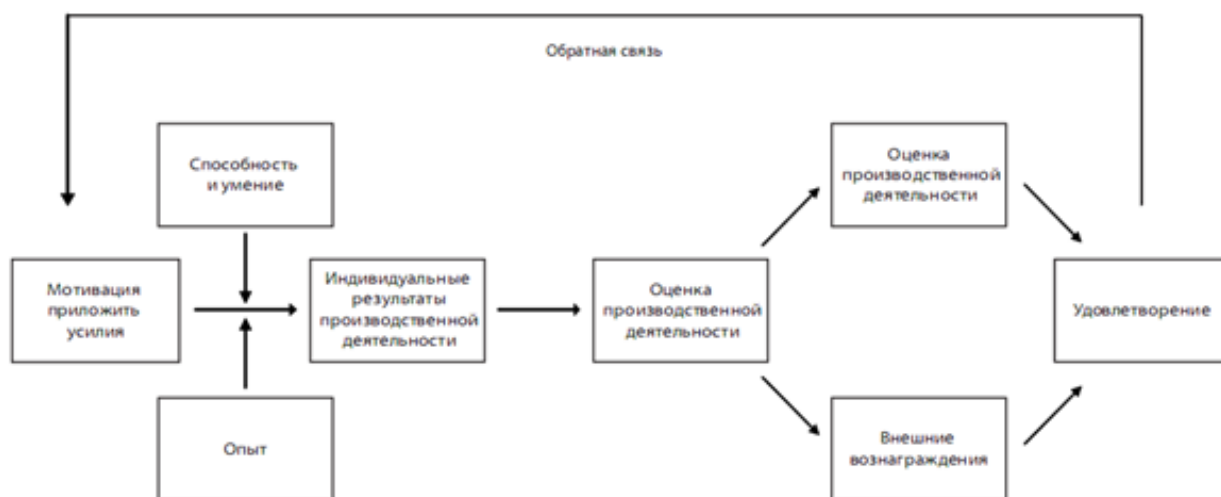 Обратная связь
Способность
и умение
Оценка
производственной
деятельности
Мотивация
приложить
усилия
Индивидуальные
результаты
производственной
деятельности
Оценка
производственной
деятельности
Удовлетворение
Опыт
Внешние
вознаграждения